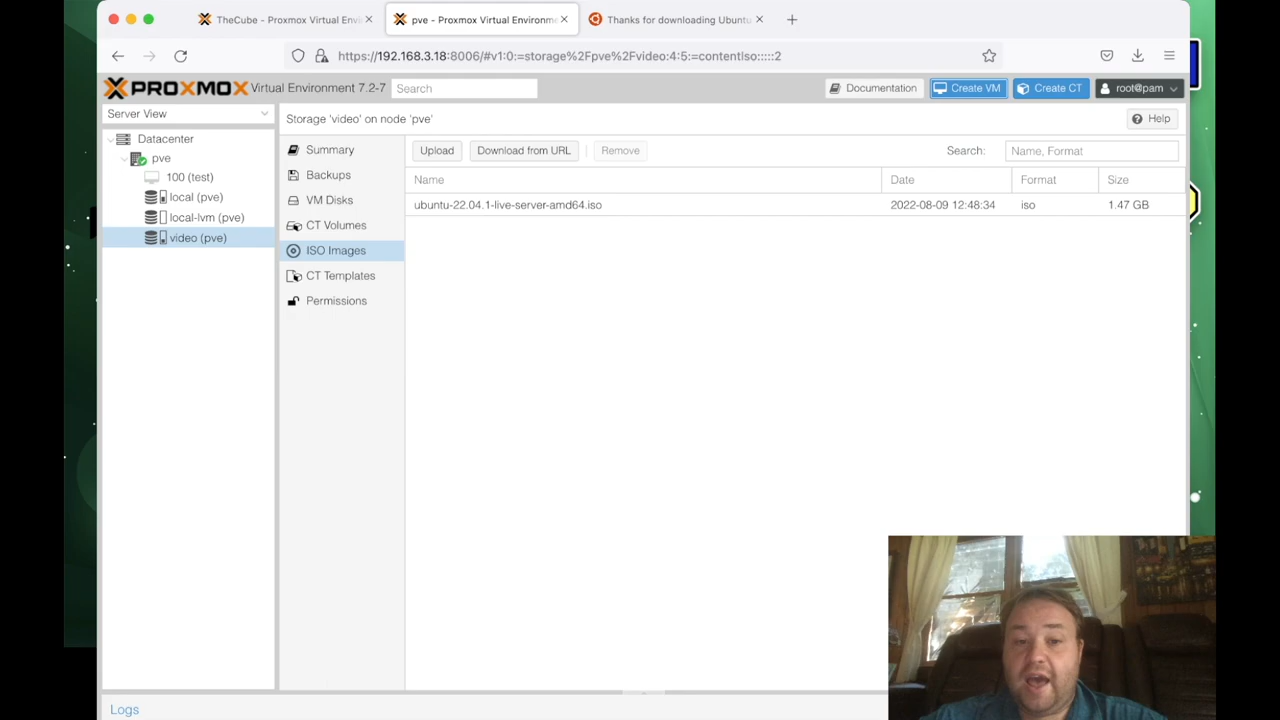 TheCube - Proxmox Virtual Envi
pve - Proxmox Virtual Environme
Thanks for downloading Ubuntu
https://192.168.3.18:8006/#v1:0:=storage%2Fpve%2Fvideo:4:5:=contentIso:::::2
PROXMOX Virtual Environment 7.2-7
Search
Documentation
Create VM
Create CT
root@pam
Server View
Storage 'video' on node 'pve'
Help
Datacenter
pve
100 (test)
local (pve)
local-lvm (pve)
video (pve)
Summary
Backups
VM Disks
CT Volumes
ISO Images
CT Templates
Permissions
Upload
Download from URL
Remove
Search:
Name, Format
Name
Date
Format
Size
ubuntu-22.04.1-live-server-amd64.iso
2022-08-09 12:48:34
iso
1.47 GB
Logs